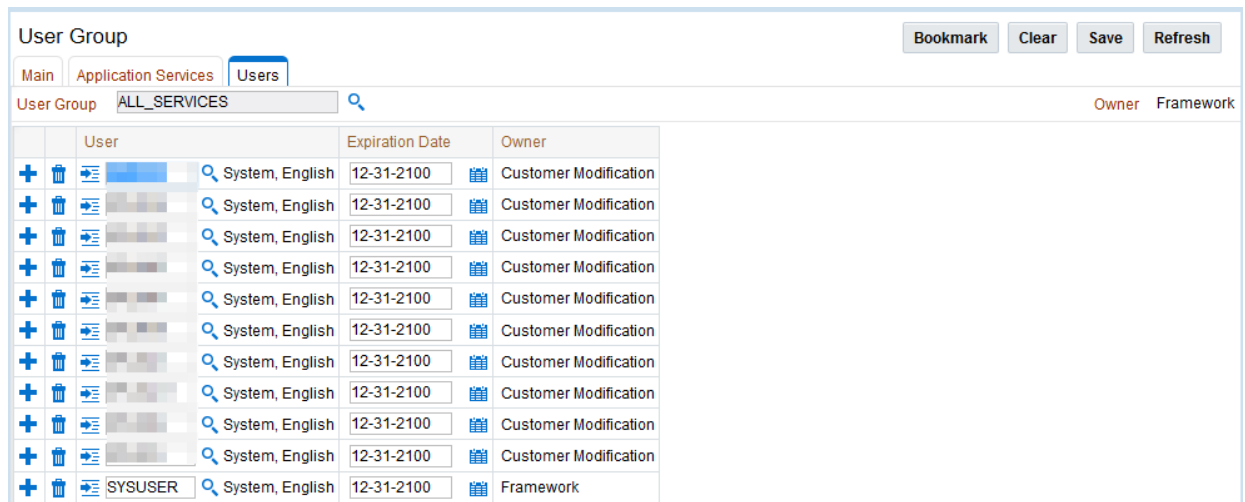 User Group
Bookmark Clear Save Refresh
Main Application Services Users
User Group ALL_SERVICES Owner Framework
User Expiration Date Owner
System, English 12-31-2100 Customer Modification
System, English 12-31-2100 Customer Modification
System, English 12-31-2100 Customer Modification
System, English 12-31-2100 Customer Modification
System, English 12-31-2100 Customer Modification
System, English 12-31-2100 Customer Modification
System, English 12-31-2100 Customer Modification
System, English 12-31-2100 Customer Modification
System, English 12-31-2100 Customer Modification
System, English 12-31-2100 Customer Modification
SYSUSER System, English 12-31-2100 Framework